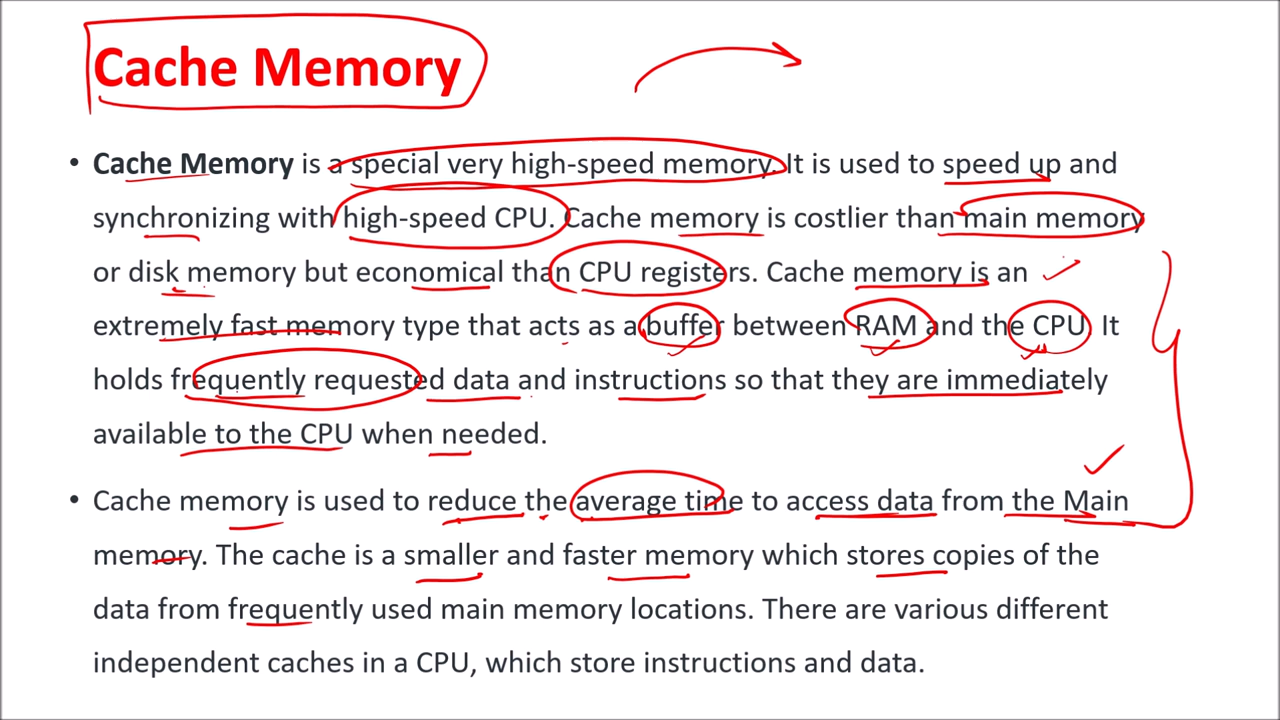 Cache Memory
• Cache Memory is a special very high-speed memory. It is used to speed up and
synchronizing with high-speed CPU. Cache memory is costlier than main memory
or disk memory but economical than CPU registers. Cache memory is an
extremely fast memory type that acts as a buffer between RAM and the CPU. It
holds frequently requested data and instructions so that they are immediately
available to the CPU when needed.
• Cache memory is used to reduce the average time to access data from the Main
memory. The cache is a smaller and faster memory which stores copies of the
data from frequently used main memory locations. There are various different
independent caches in a CPU, which store instructions and data.